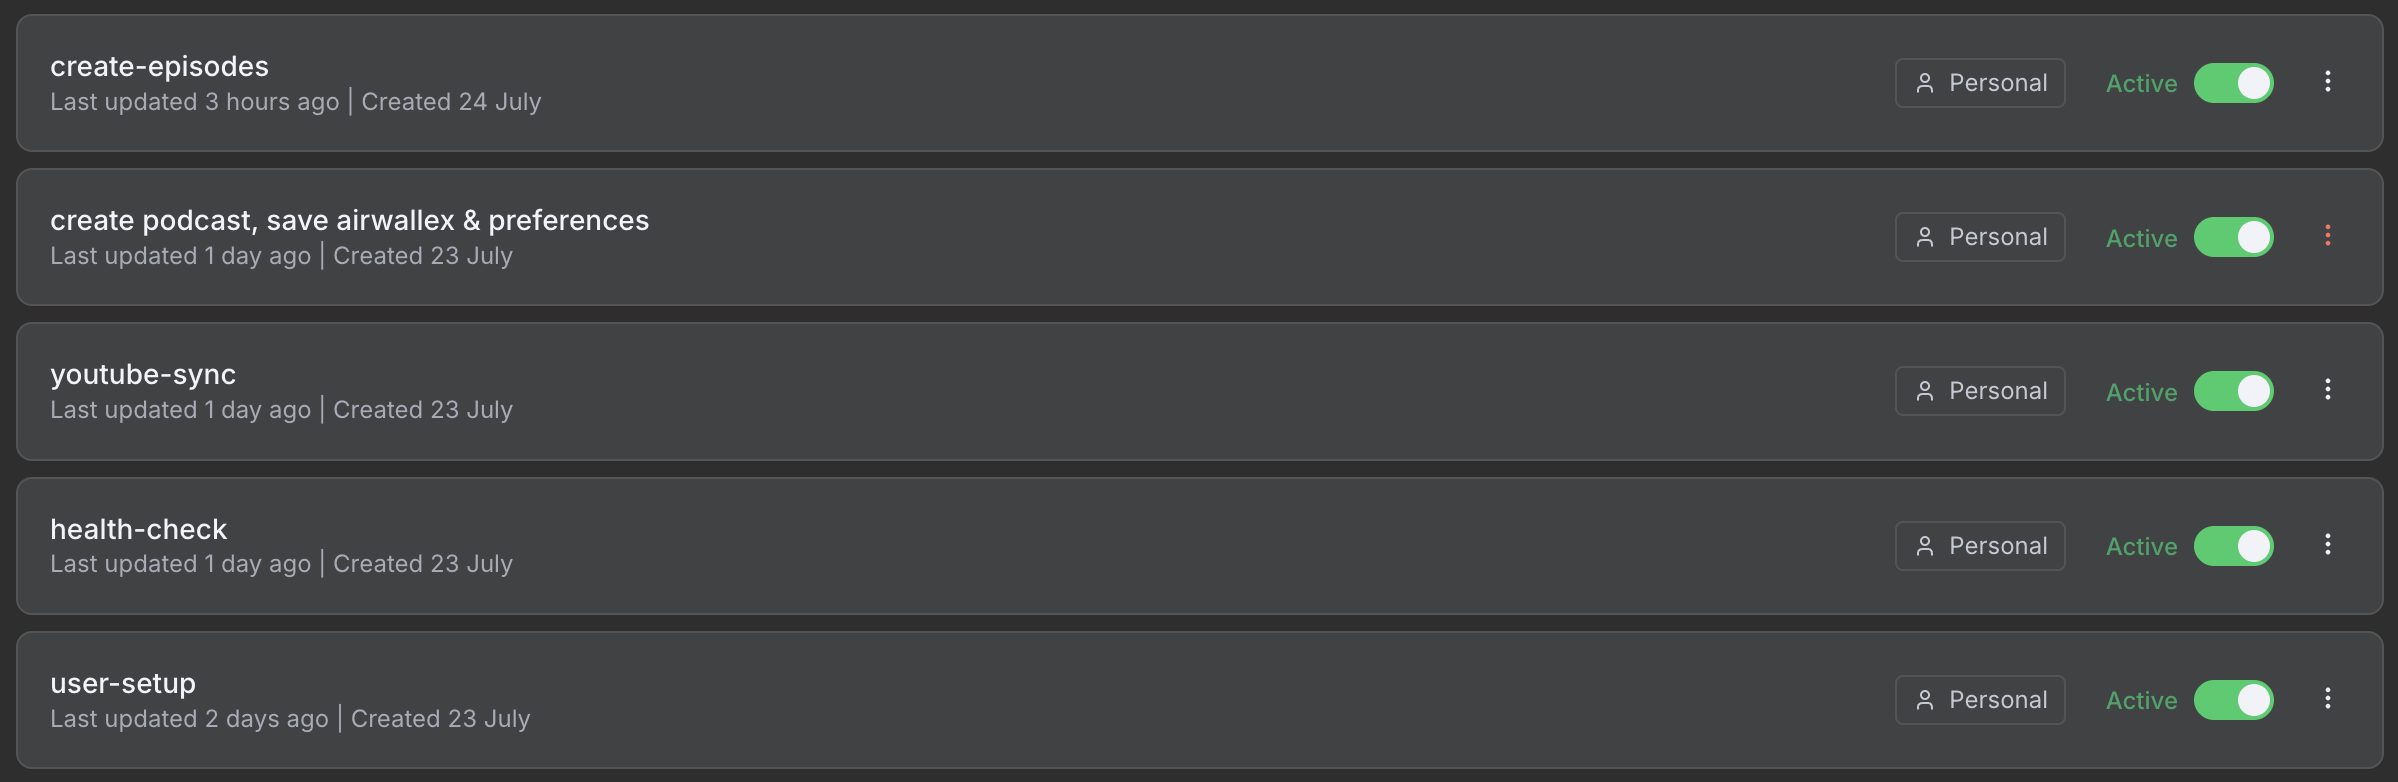 create-episodes
Last updated 3 hours ago | Created 24 July
Personal
Active
create podcast, save airwallex & preferences
Last updated 1 day ago | Created 23 July
Personal
Active
youtube-sync
Last updated 1 day ago | Created 23 July
Personal
Active
health-check
Last updated 1 day ago | Created 23 July
Personal
Active
user-setup
Last updated 2 days ago | Created 23 July
Personal
Active